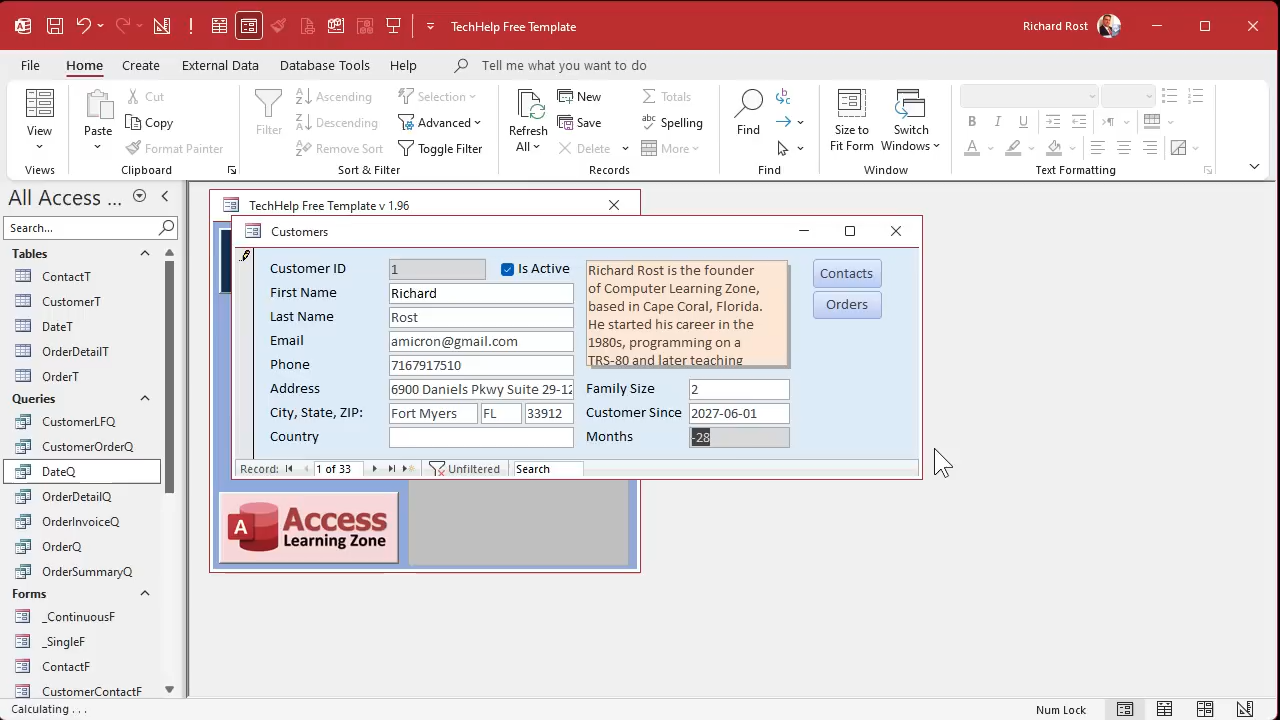 TechHelp Free Template
Richard Rost
File Home Create External Data Database Tools Help Tell me what you want to do
View
Views
Paste
Cut
Copy
Format Painter
Clipboard
Filter
Ascending
Descending
Remove Sort
Selection
Advanced
Toggle Filter
Sort & Filter
Refresh
All
New
Save
Delete
Totals
Spelling
More
Records
Find
Find
Size to
Fit Form
Switch
Windows
Window
B I U
A
Text Formatting
All Access ...
Search...
Tables
ContactT
CustomerT
DateT
OrderDetailT
OrderT
Queries
CustomerLFQ
CustomerOrderQ
DateQ
OrderDetailQ
OrderInvoiceQ
OrderQ
OrderSummaryQ
Forms
_ContinuousF
_SingleF
ContactF
CustomerContactF
TechHelp Free Template v 1.96
Customers
Customer ID 1 Is Active
First Name Richard
Last Name Rost
Email amicron@gmail.com
Phone 7167917510
Address 6900 Daniels Pkwy Suite 29-12
City, State, ZIP: Fort Myers FL 33912
Country
Richard Rost is the founder
of Computer Learning Zone,
based in Cape Coral, Florida.
He started his career in the
1980s, programming on a
TRS-80 and later teaching
Family Size 2
Customer Since 2027-06-01
Months -28
Contacts
Orders
Record: 1 of 33 Unfiltered Search
A Access
Learning Zone
Calculating . . .
Num Lock